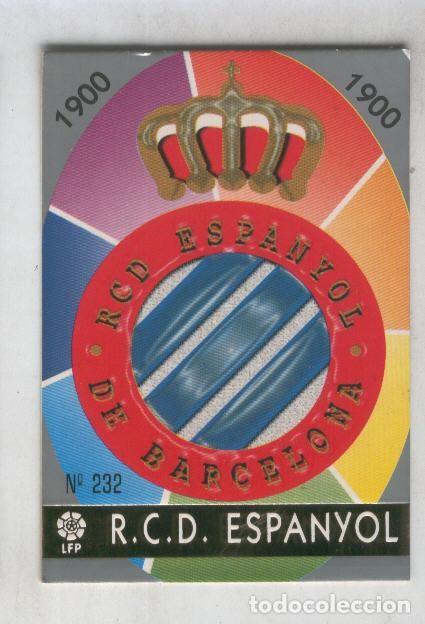 1900
1900
RCD ESPANYOL
DE BARCELONA
Nº 232
LFP
R.C.D. ESPANYOL
todocoleccion